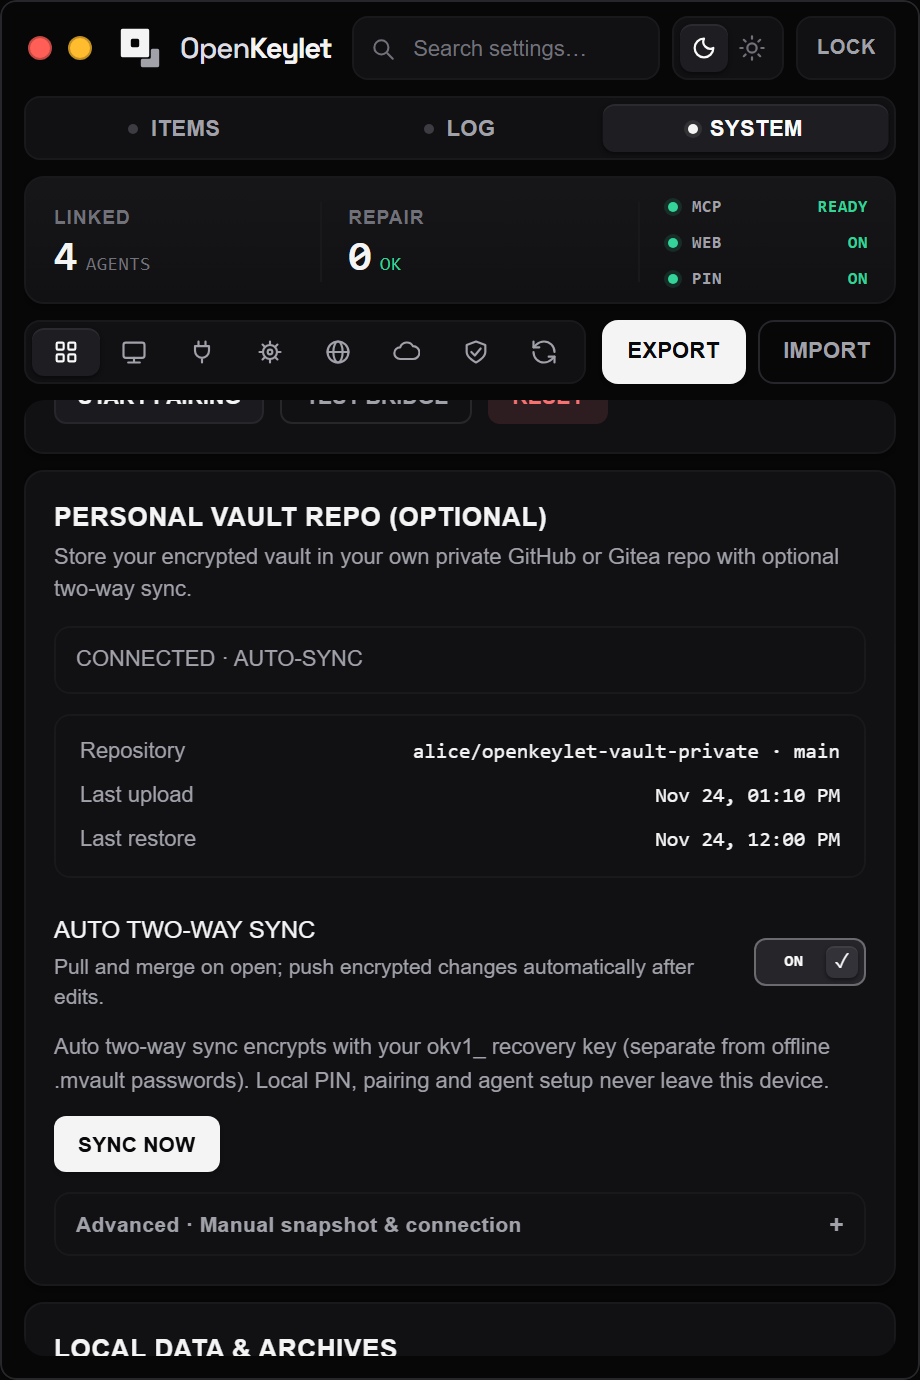 OpenKeylet
Search settings...
LOCK
ITEMS
LOG
SYSTEM
LINKED
4 AGENTS
REPAIR
0 OK
MCP READY
WEB ON
PIN ON
EXPORT
IMPORT
START PAIRING
TEST BRIDGE
RESET
PERSONAL VAULT REPO (OPTIONAL)
Store your encrypted vault in your own private GitHub or Gitea repo with optional
two-way sync.
CONNECTED · AUTO-SYNC
Repository alice/openkeylet-vault-private · main
Last upload Nov 24, 01:10 PM
Last restore Nov 24, 12:00 PM
AUTO TWO-WAY SYNC
Pull and merge on open; push encrypted changes automatically after
edits.
ON
Auto two-way sync encrypts with your okv1_ recovery key (separate from offline
.mvault passwords). Local PIN, pairing and agent setup never leave this device.
SYNC NOW
Advanced · Manual snapshot & connection +
LOCAL DATA & ARCHIVES